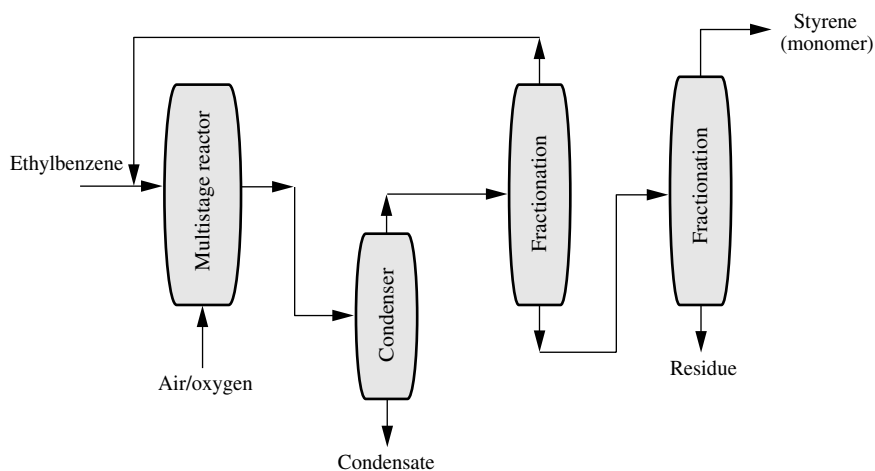 Styrene
(monomer)
Ethylbenzene
Multistage reactor
Fractionation
Fractionation
Condenser
Air/oxygen
Residue
Condensate